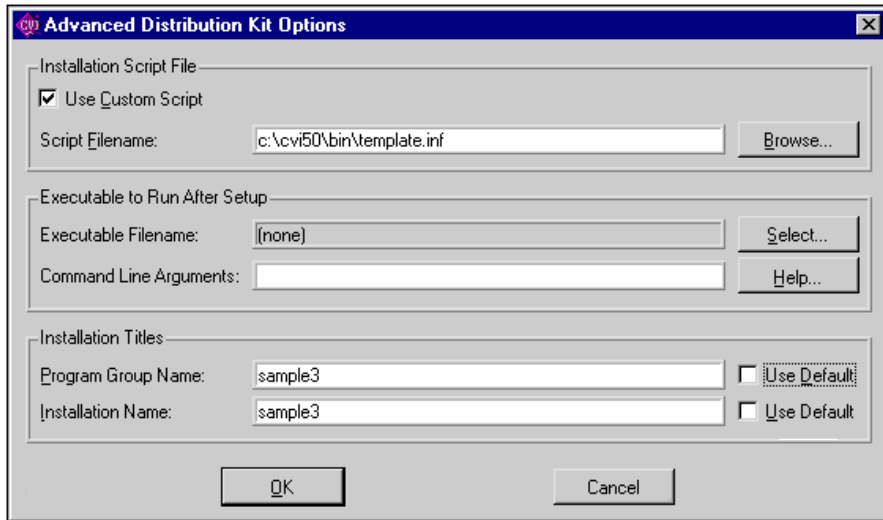 CVI Advanced Distribution Kit Options
Installation Script File
Use Custom Script
Script Filename: c:\cvi50\bin\template.inf Browse...
Executable to Run After Setup
Executable Filename: (none) Select...
Command Line Arguments: Help...
Installation Titles
Program Group Name: sample3 Use Default
Installation Name: sample3 Use Default
OK Cancel